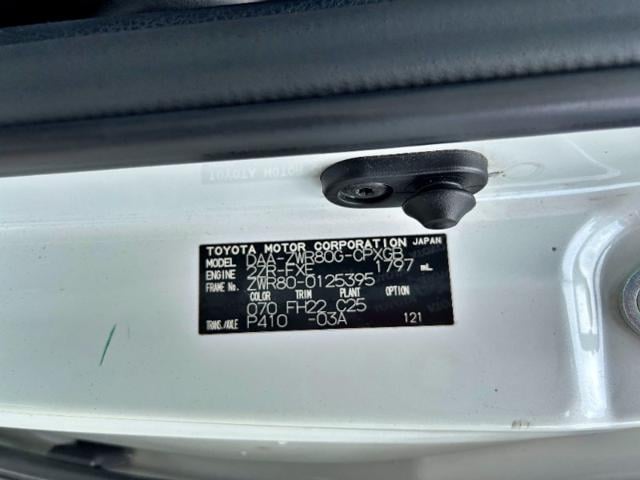 TOYOTA MOTOR CORPORATION JAPAN
MODEL DAA-ZWR80G-CPXGB
ENGINE 2ZR-FXE 1797 mL
FRAME No. ZWR80-0125395
COLOR TRIM PLANT OPTION
070 FH22 C25
TRANS./AXLE P410 -03A 121